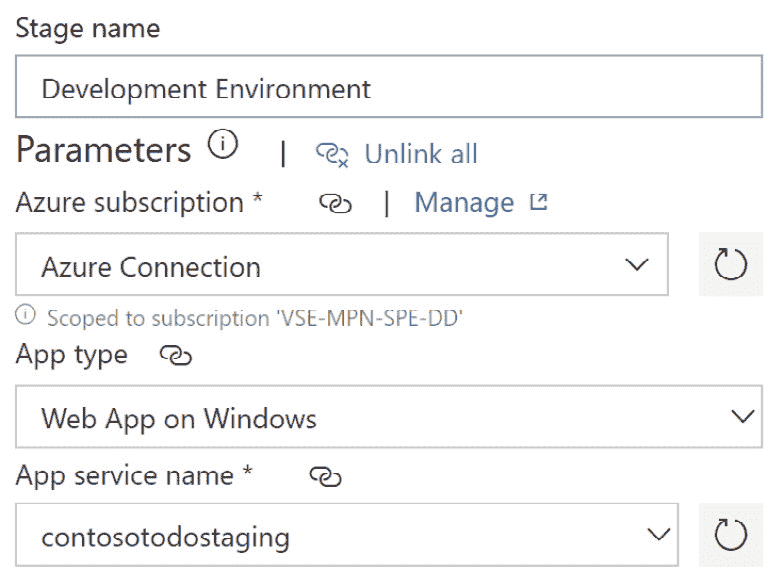 Stage name
Development Environment
Parameters | Unlink all
Azure subscription * | Manage
Azure Connection
Scoped to subscription 'VSE-MPN-SPE-DD'
App type
Web App on Windows
App service name *
contosotodostaging